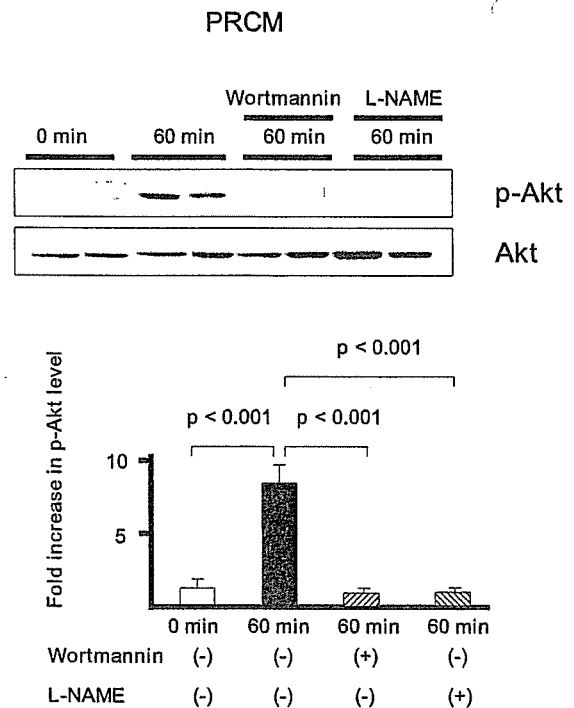 PRCM
Wortmannin L-NAME
0 min 60 min 60 min 60 min
p-Akt
Akt
p < 0.001
p < 0.001 p < 0.001
Fold increase in p-Akt level
10
5
0 min 60 min 60 min 60 min
Wortmannin (-) (-) (+) (-)
L-NAME (-) (-) (-) (+)